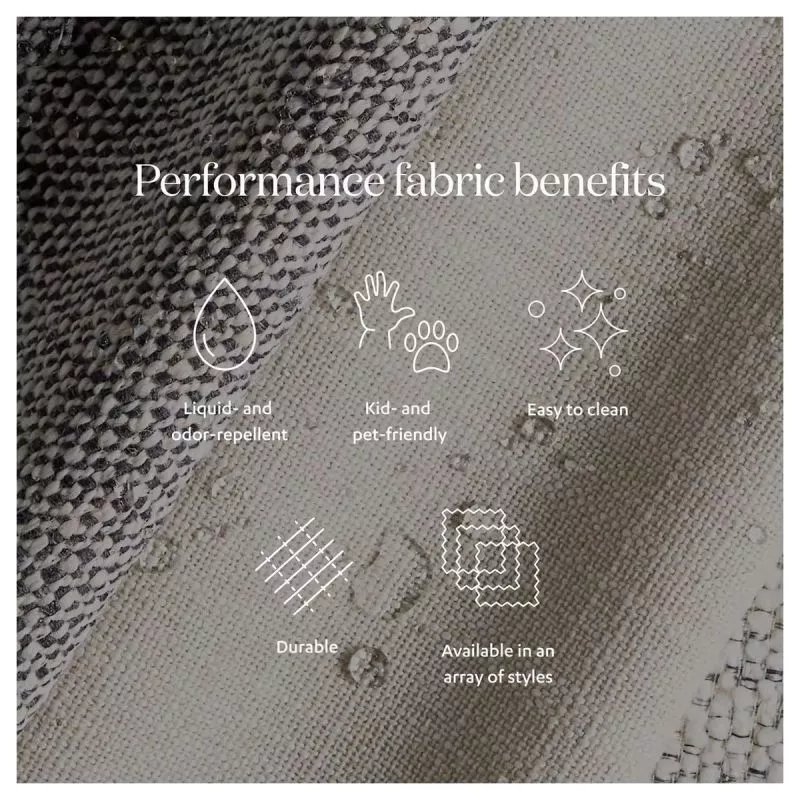 Performance fabric benefits
Liquid- and
odor-repellent
Kid- and
pet-friendly
Easy to clean
Durable
Available in an
array of styles